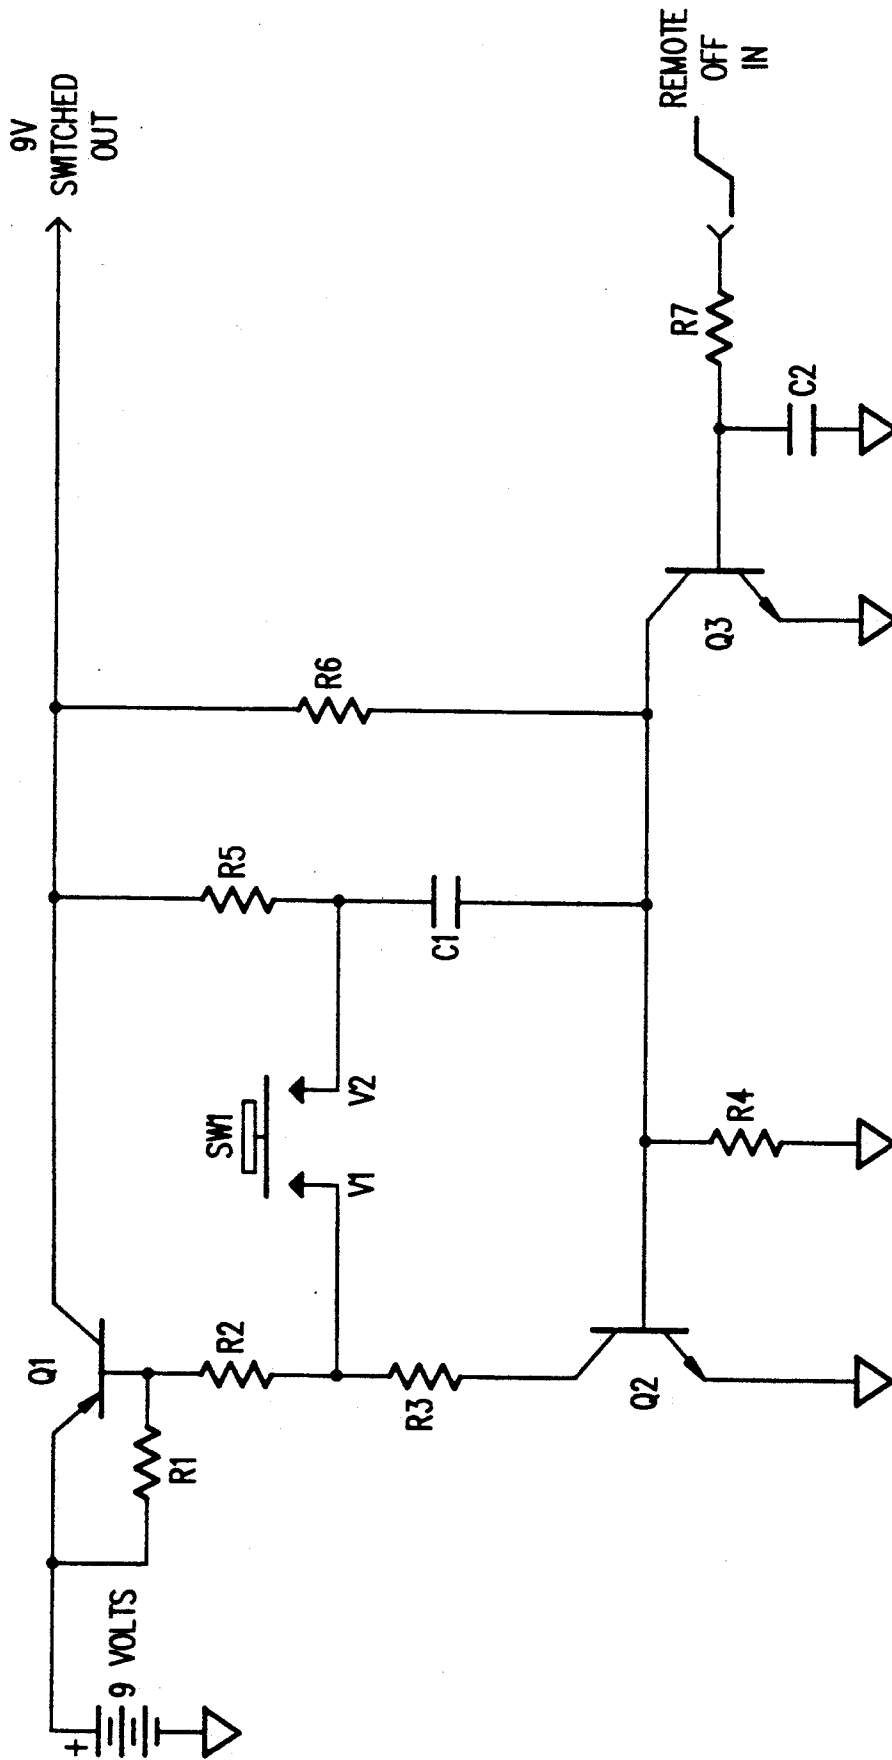 9V
SWITCHED
OUT
REMOTE
OFF
IN
R7
C2
Q3
R6
R5
C1
SW1
V1
V2
R4
Q1
R2
R3
R1
Q2
+
9 VOLTS